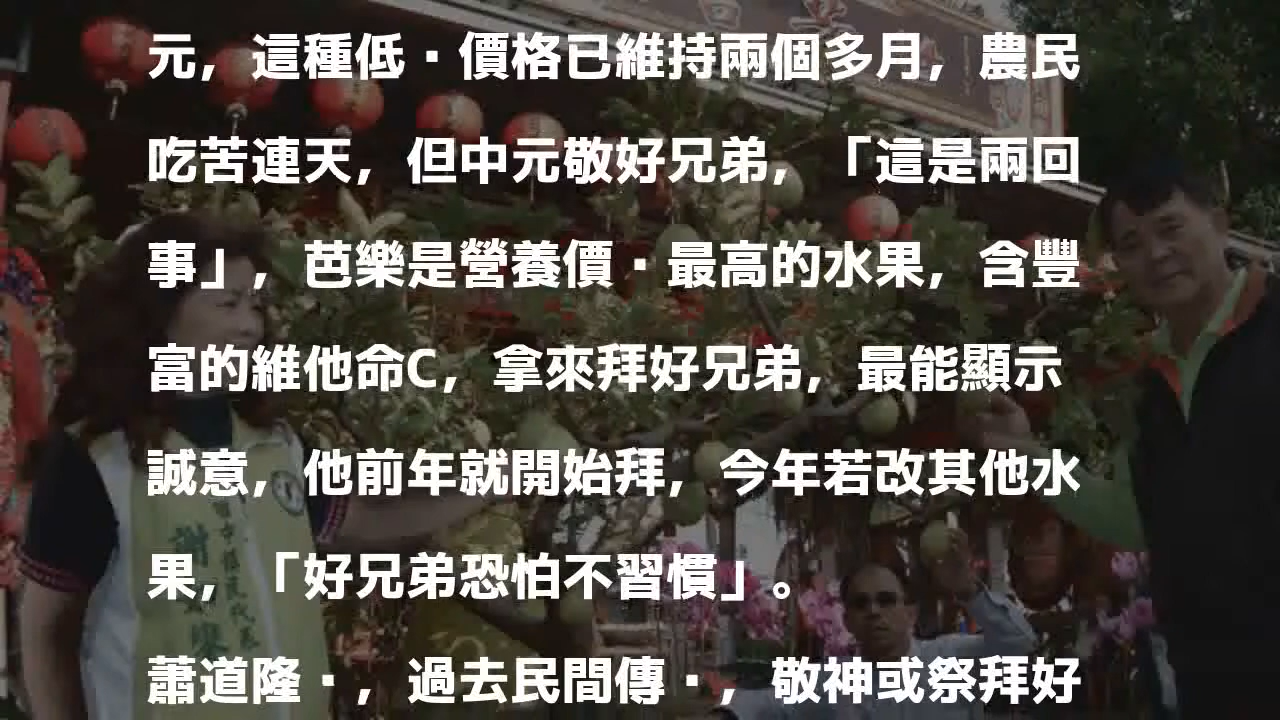 元，這種低·價格已維持兩個多月，農民
吃苦連天，但中元敬好兄弟，「這是兩回
事」，芭樂是營養價·最高的水果，含豐
富的維他命C，拿來拜好兄弟，最能顯示
誠意，他前年就開始拜，今年若改其他水
果，「好兄弟恐怕不習慣」。
蕭道隆·，過去民間傳·，敬神或祭拜好